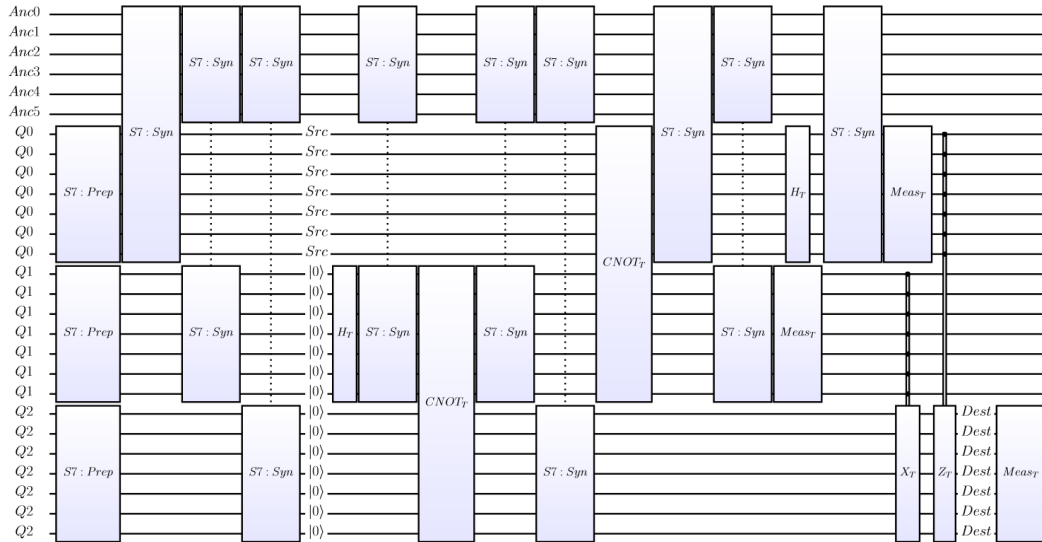 Anc0
Anc1
Anc2
S7 : Syn S7 : Syn S7 : Syn S7 : Syn S7 : Syn S7 : Syn
Anc3
Anc4
Anc5
Q0 S7 : Syn Src S7 : Syn S7 : Syn
Q0 Src
Q0 Src
Q0 S7 : Prep Src H_T Meas_T
Q0 Src
Q0 Src
Q0 Src
CNOT_T
Q1 |0⟩
Q1 |0⟩
Q1 |0⟩
Q1 S7 : Prep S7 : Syn |0⟩ H_T S7 : Syn S7 : Syn S7 : Syn Meas_T
Q1 |0⟩
Q1 |0⟩
Q1 |0⟩
CNOT_T
Q2 |0⟩ Dest
Q2 |0⟩ Dest
Q2 |0⟩ Dest
Q2 S7 : Prep S7 : Syn |0⟩ S7 : Syn X_T Z_T Dest Meas_T
Q2 |0⟩ Dest
Q2 |0⟩ Dest
Q2 |0⟩ Dest